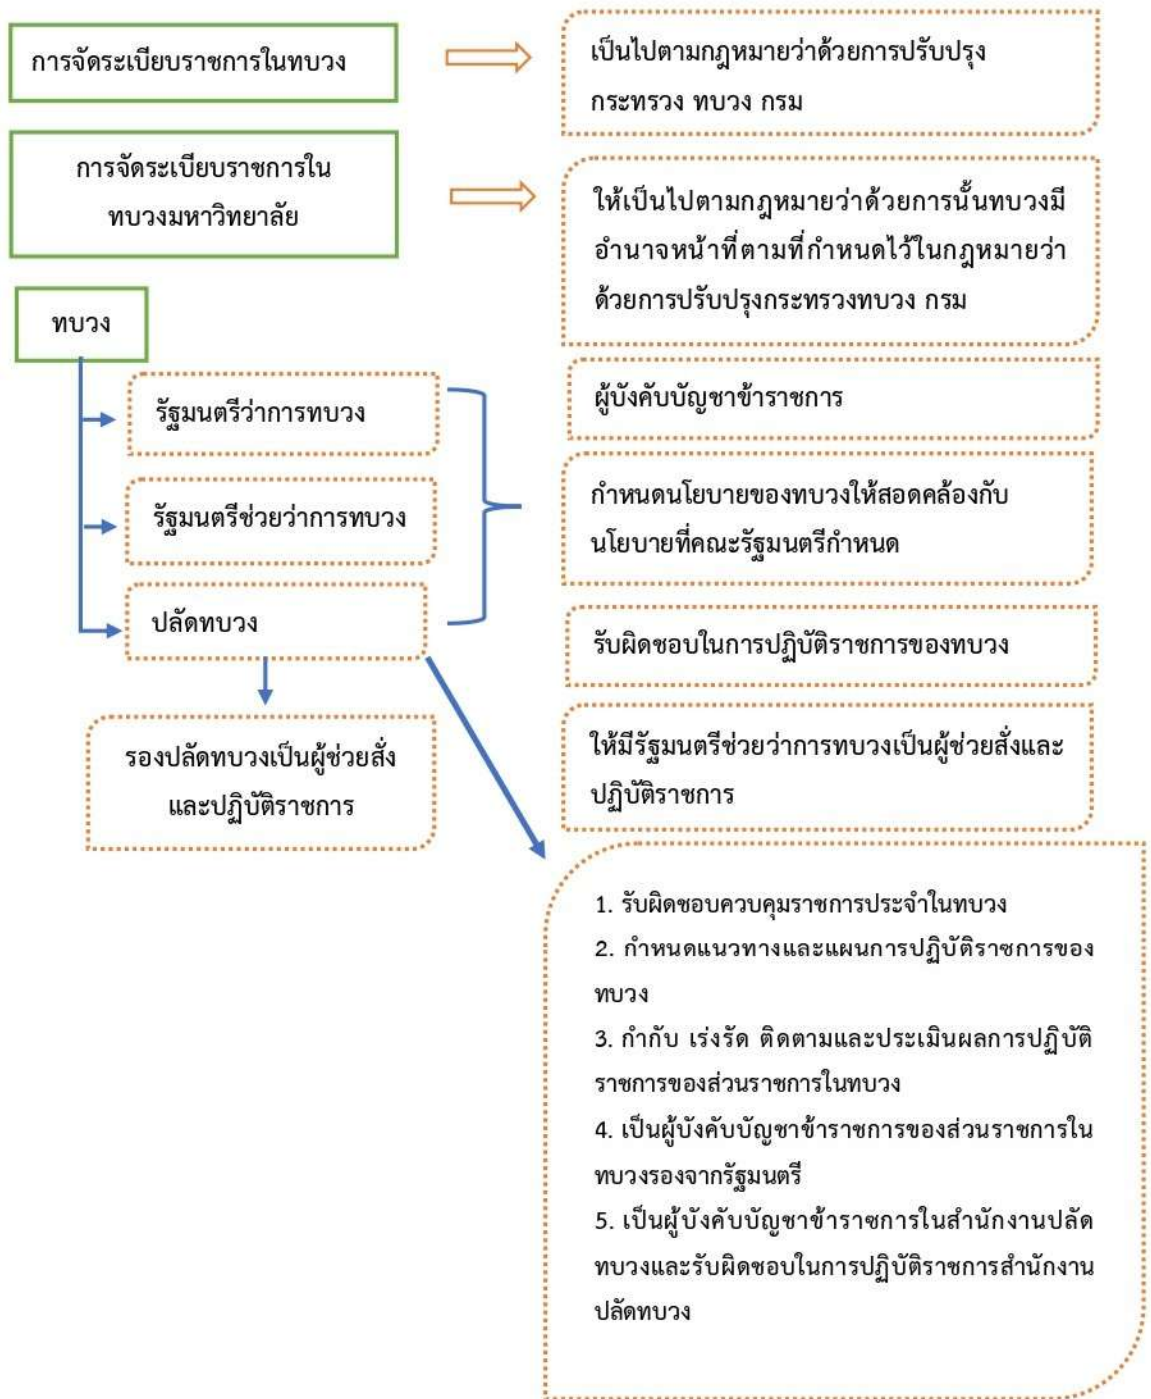 การจัดระเบียบราชการในทบวง
เป็นไปตามกฎหมายว่าด้วยการปรับปรุง
กระทรวง ทบวง กรม
การจัดระเบียบราชการใน
ทบวงมหาวิทยาลัย
ให้เป็นไปตามกฎหมายว่าด้วยการนั้นทบวงมี
อำนาจหน้าที่ตามที่กำหนดไว้ในกฎหมายว่า
ด้วยการปรับปรุงกระทรวงทบวง กรม
ทบวง
รัฐมนตรีว่าการทบวง
รัฐมนตรีช่วยว่าการทบวง
ปลัดทบวง
รองปลัดทบวงเป็นผู้ช่วยสั่ง
และปฏิบัติราชการ
ผู้บังคับบัญชาข้าราชการ
กำหนดนโยบายของทบวงให้สอดคล้องกับ
นโยบายที่คณะรัฐมนตรีกำหนด
รับผิดชอบในการปฏิบัติราชการของทบวง
ให้มีรัฐมนตรีช่วยว่าการทบวงเป็นผู้ช่วยสั่งและ
ปฏิบัติราชการ
1. รับผิดชอบควบคุมราชการประจำในทบวง
2. กำหนดแนวทางและแผนการปฏิบัติราซการของ
ทบวง
3. กำกับ เร่งรัด ติดตามและประเมินผลการปฏิบัติ
ราชการของส่วนราชการในทบวง
4. เป็นผู้บังคับบัญชาข้าราชการของส่วนราชการใน
ทบวงรองจากรัฐมนตรี
5. เป็นผู้บังคับบัญชาข้าราซการในสำนักงานปลัด
ทบวงและรับผิดชอบในการปฏิบัติราชการสำนักงาน
ปลัดทบวง